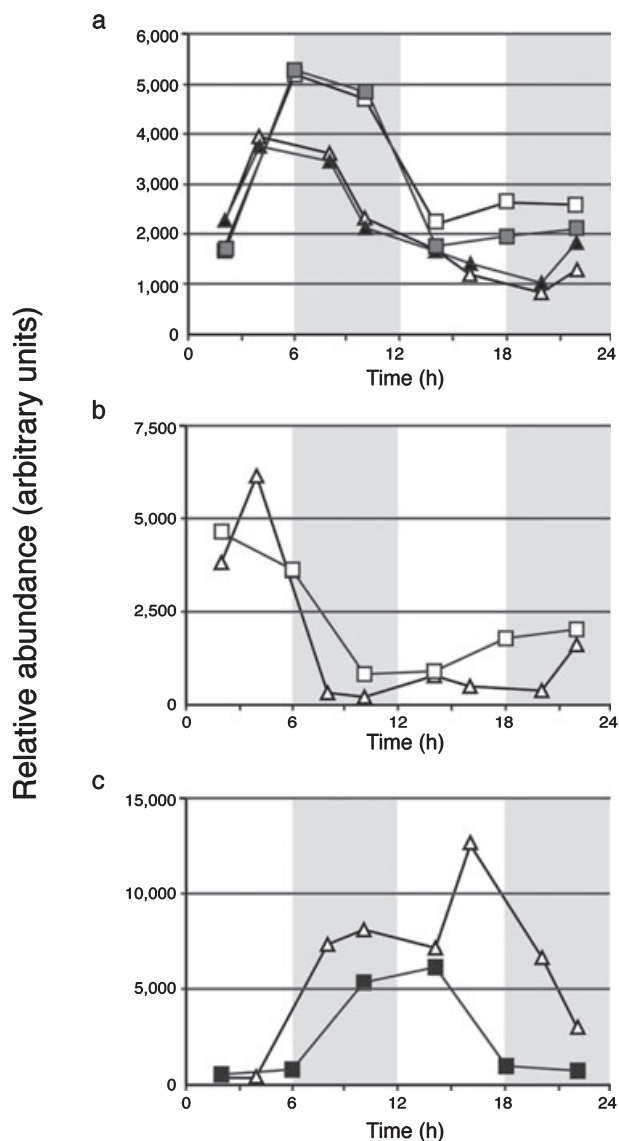 a
6,000
5,000
4,000
3,000
2,000
1,000
0
0 6 12 18 24
Time (h)
Relative abundance (arbitrary units)
b
7,500
5,000
2,500
0
0 6 12 18 24
Time (h)
c
15,000
10,000
5,000
0
0 6 12 18 24
Time (h)